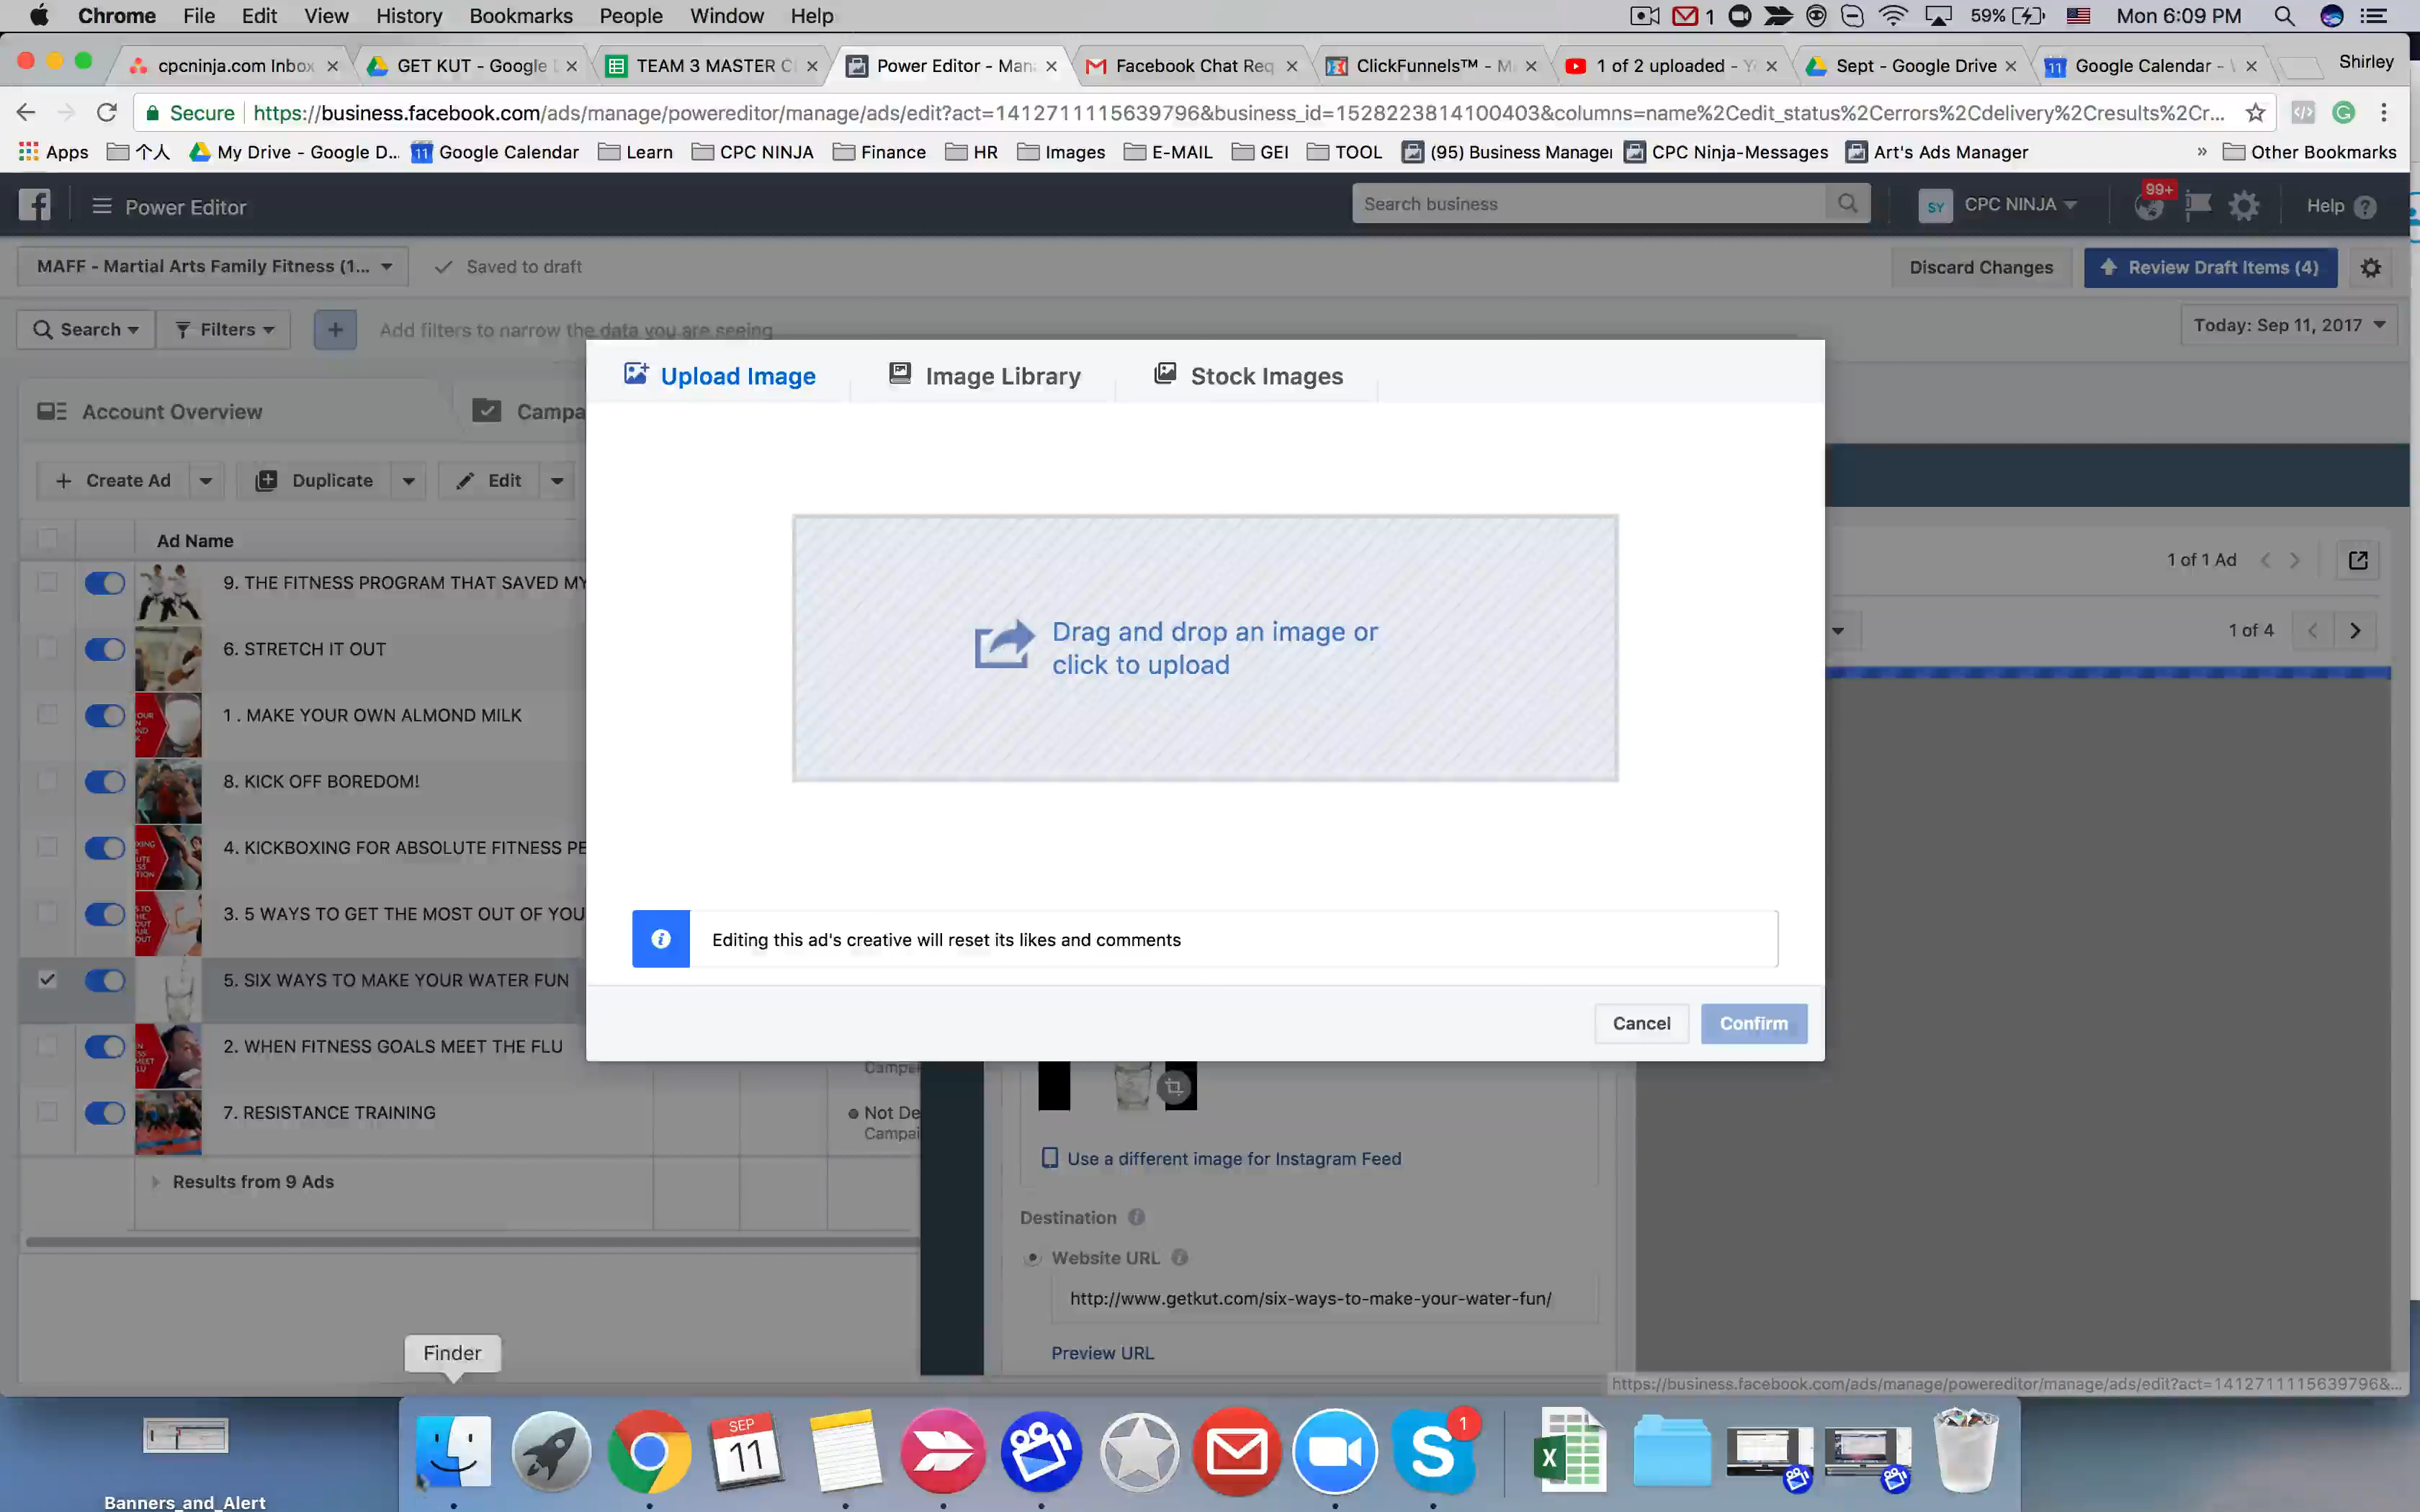 Chrome File Edit View History Bookmarks People Window Help 1 59% Mon 6:09 PM
cpcninja.com Inbox GET KUT - Google TEAM 3 MASTER C Power Editor - Man Facebook Chat Req ClickFunnels™ - M 1 of 2 uploaded - Y Sept - Google Drive 11 Google Calendar - Shirley
Secure https://business.facebook.com/ads/manage/powereditor/manage/ads/edit?act=1412711115639796&business_id=1528223814100403&columns=name%2Cedit_status%2Cerrors%2Cdelivery%2Cresults%2Cr...
Apps 个人 My Drive - Google D... 11 Google Calendar Learn CPC NINJA Finance HR Images E-MAIL GEI TOOL (95) Business Manager CPC Ninja-Messages Art's Ads Manager » Other Bookmarks
Power Editor Search business SY CPC NINJA 99+ Help
MAFF - Martial Arts Family Fitness (1... Saved to draft Discard Changes Review Draft Items (4)
Search Filters + Add filters to narrow the data you are seeing Today: Sep 11, 2017
Upload Image Image Library Stock Images
Account Overview Campa
+ Create Ad Duplicate Edit
Ad Name
1 of 1 Ad
9. THE FITNESS PROGRAM THAT SAVED MY
6. STRETCH IT OUT
1 of 4
Drag and drop an image or
click to upload
1 . MAKE YOUR OWN ALMOND MILK
8. KICK OFF BOREDOM!
4. KICKBOXING FOR ABSOLUTE FITNESS PE
3. 5 WAYS TO GET THE MOST OUT OF YOU
Editing this ad's creative will reset its likes and comments
5. SIX WAYS TO MAKE YOUR WATER FUN
Cancel Confirm
2. WHEN FITNESS GOALS MEET THE FLU
Campa
7. RESISTANCE TRAINING
Not De
Campai
Use a different image for Instagram Feed
Results from 9 Ads
Destination
Website URL
http://www.getkut.com/six-ways-to-make-your-water-fun/
Preview URL
Finder
https://business.facebook.com/ads/manage/powereditor/manage/ads/edit?act=1412711115639796&...
SEP
11
1
Banners_and_Alert